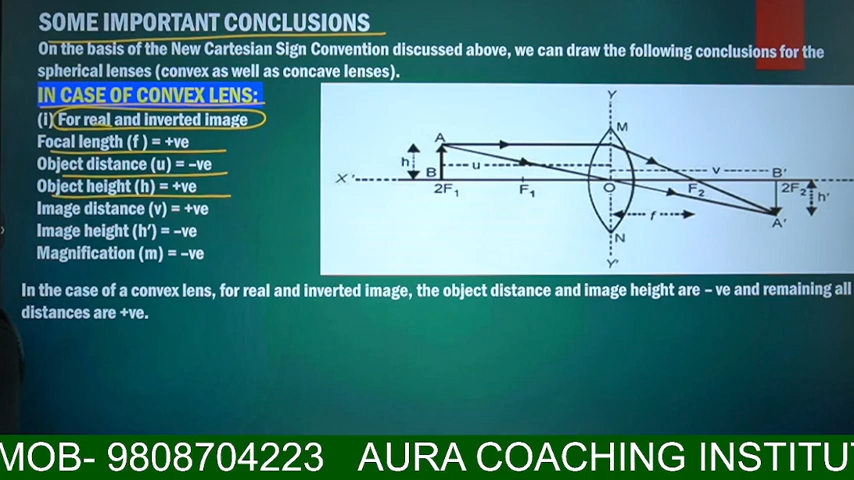 SOME IMPORTANT CONCLUSIONS
On the basis of the New Cartesian Sign Convention discussed above, we can draw the following conclusions for the
spherical lenses (convex as well as concave lenses).
IN CASE OF CONVEX LENS:
(i) For real and inverted image
Focal length (f ) = +ve
Object distance (u) = –ve
Object height (h) = +ve
Image distance (v) = +ve
Image height (h′) = –ve
Magnification (m) = –ve
Y
M
A
h
u
v
B
B'
X'
2F₁
F₁
O
F₂
2F₂
h'
f
A'
N
Y'
In the case of a convex lens, for real and inverted image, the object distance and image height are – ve and remaining all
distances are +ve.
MOB- 9808704223 AURA COACHING INSTITU